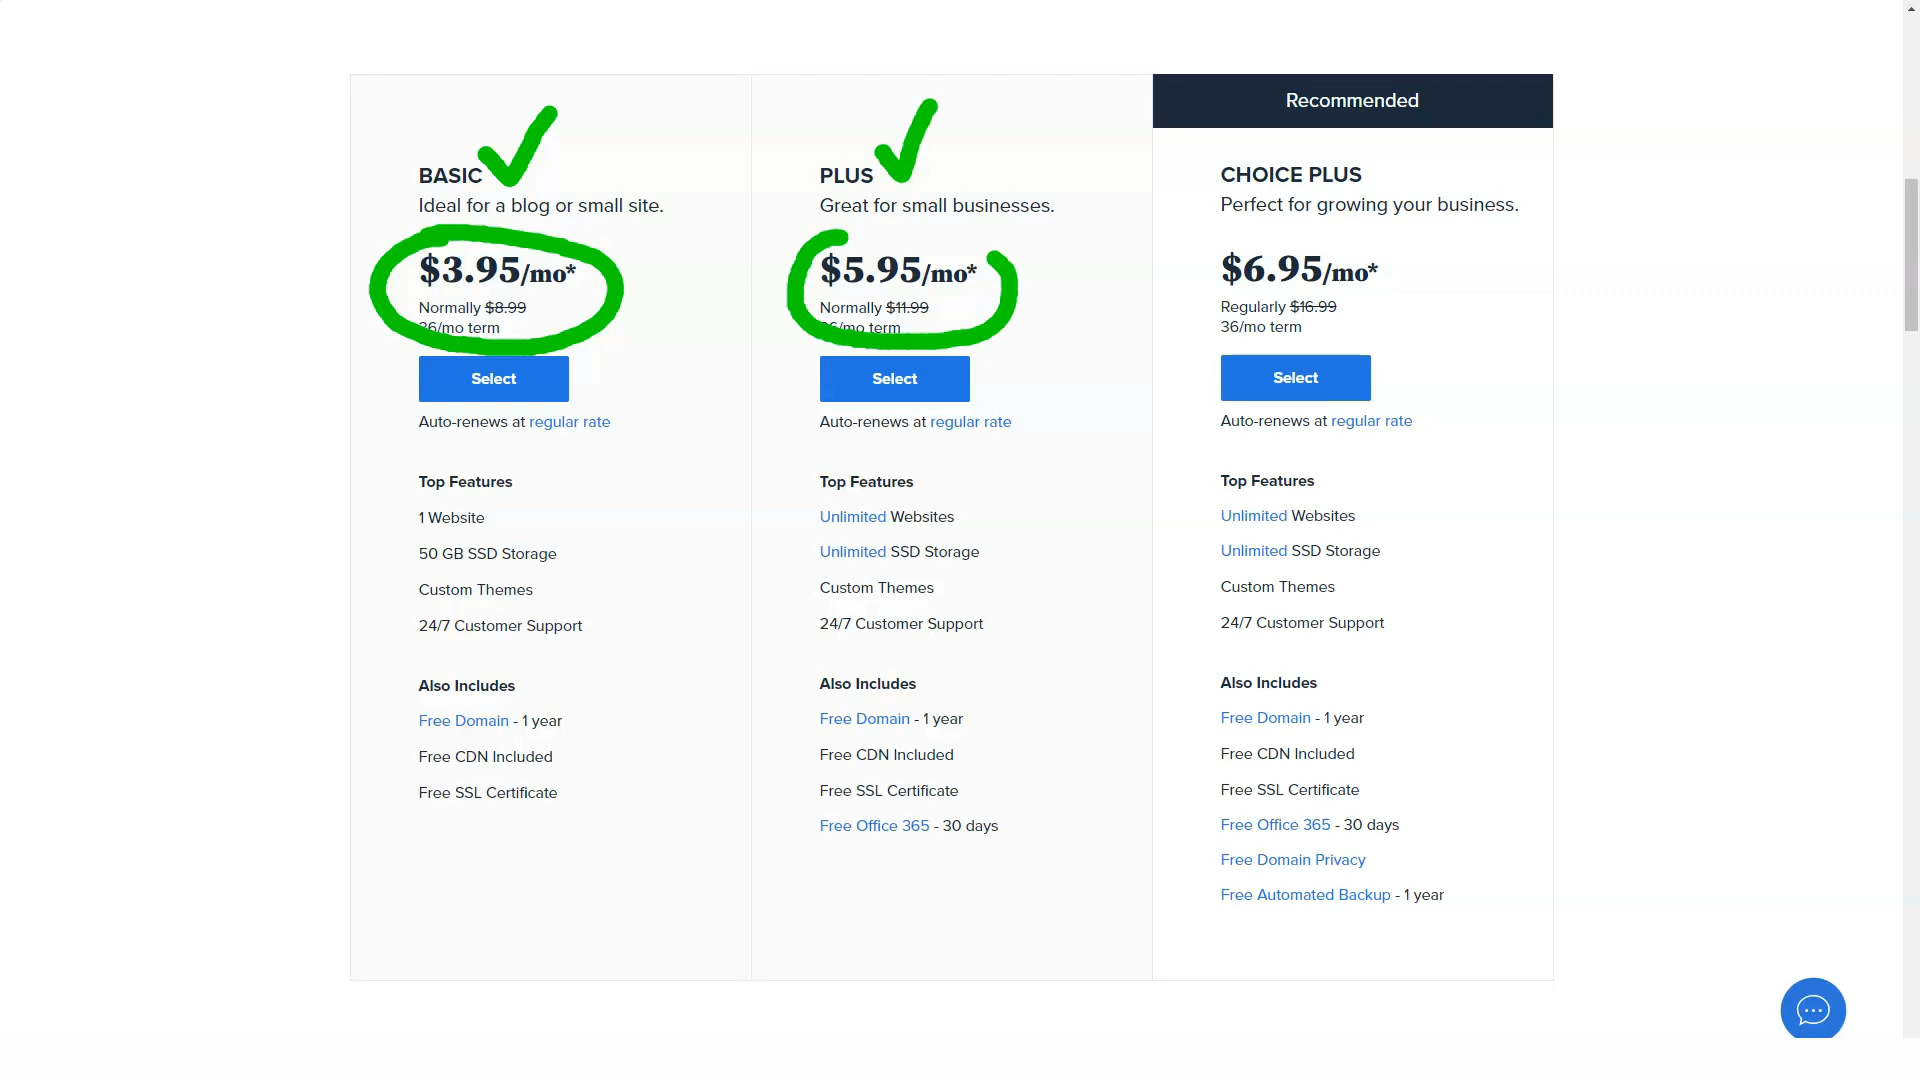 BASIC
Ideal for a blog or small site.
$3.95/mo*
Normally $8.99
36/mo term
Select
Auto-renews at regular rate
Top Features
1 Website
50 GB SSD Storage
Custom Themes
24/7 Customer Support
Also Includes
Free Domain - 1 year
Free CDN Included
Free SSL Certificate
PLUS
Great for small businesses.
$5.95/mo*
Normally $11.99
36/mo term
Select
Auto-renews at regular rate
Top Features
Unlimited Websites
Unlimited SSD Storage
Custom Themes
24/7 Customer Support
Also Includes
Free Domain - 1 year
Free CDN Included
Free SSL Certificate
Free Office 365 - 30 days
Recommended
CHOICE PLUS
Perfect for growing your business.
$6.95/mo*
Regularly $16.99
36/mo term
Select
Auto-renews at regular rate
Top Features
Unlimited Websites
Unlimited SSD Storage
Custom Themes
24/7 Customer Support
Also Includes
Free Domain - 1 year
Free CDN Included
Free SSL Certificate
Free Office 365 - 30 days
Free Domain Privacy
Free Automated Backup - 1 year